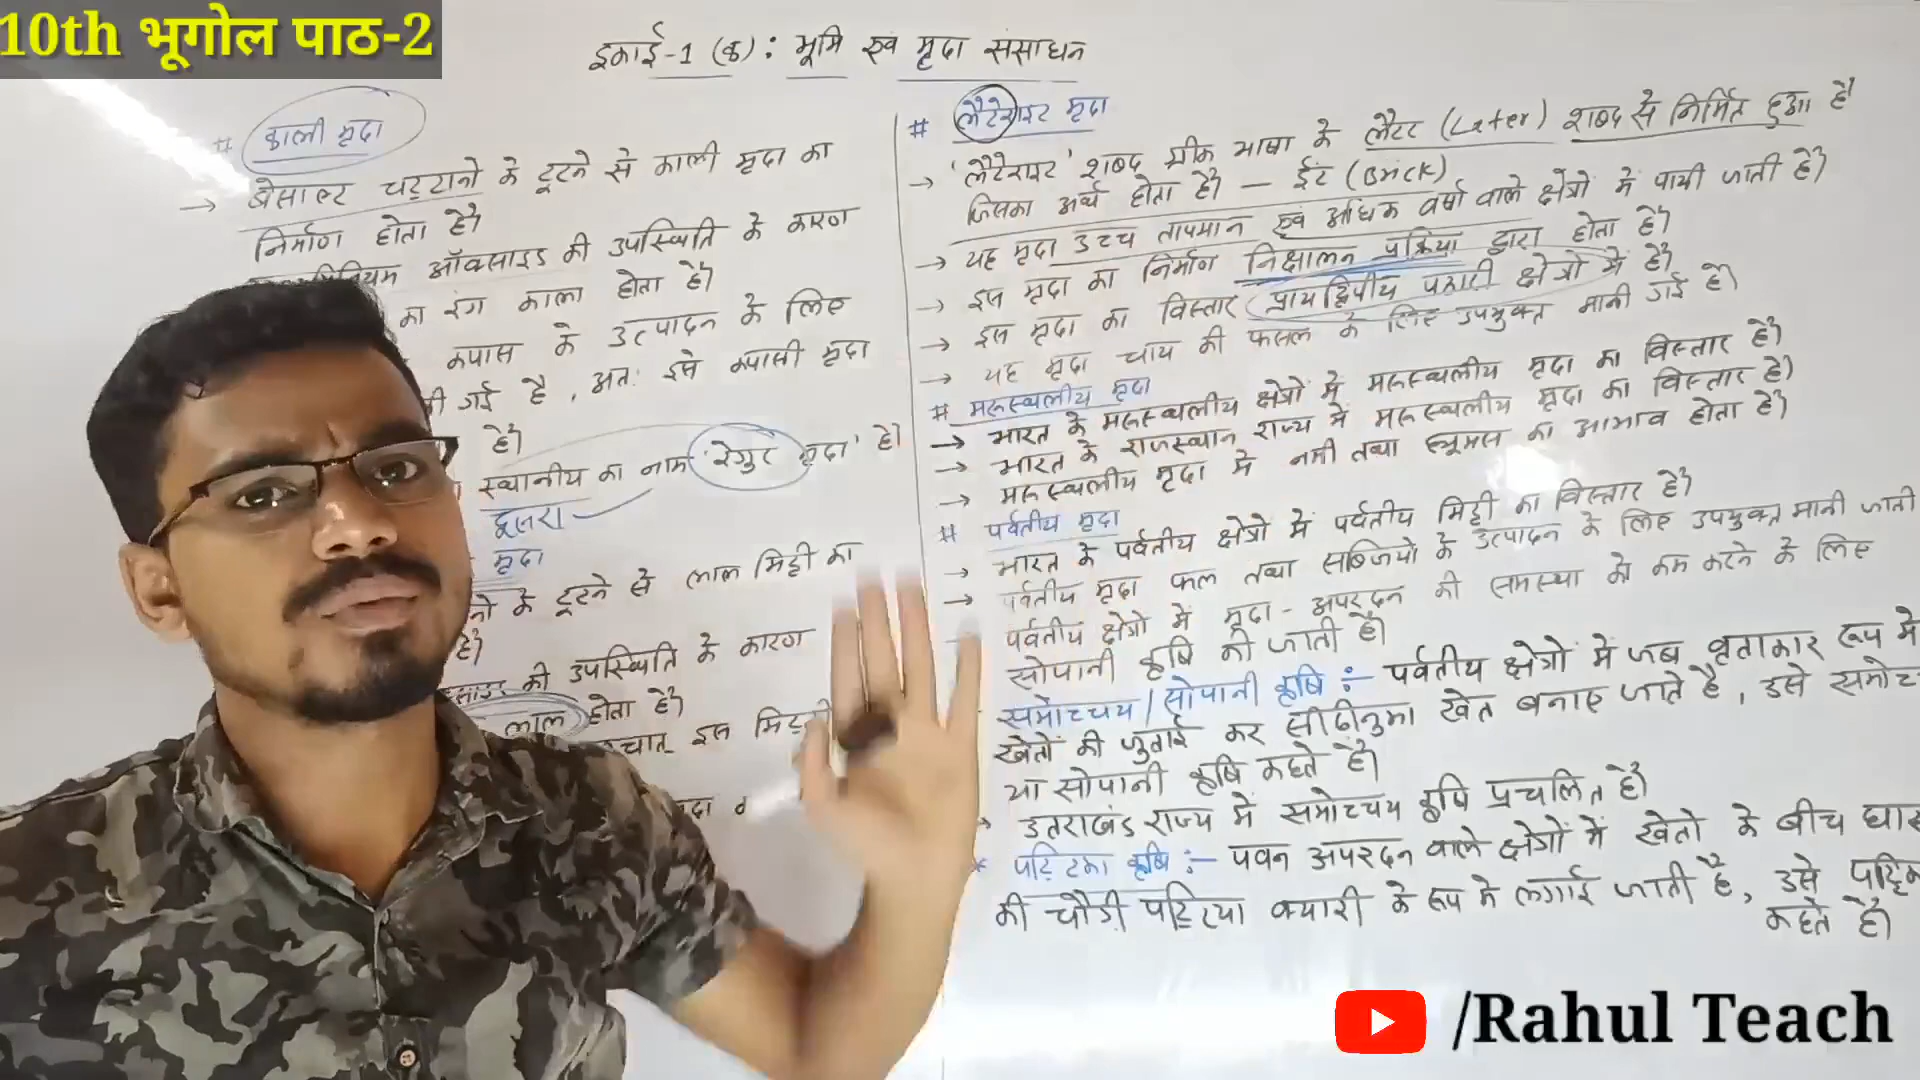 10th भूगोल पाठ-2
इकाई-1 (क) : भूमि एवं मृदा संसाधन
# काली मृदा
→ बेसाल्ट चट्टानो के टूटने से काली मृदा का
निर्माण होता है।
ऑक्साइड की उपस्थिति के कारण
का रंग काला होता है।
कपास के उत्पादन के लिए
गई है , अतः इसे कपासी मृदा
है।
स्थानीय का नाम 'रेगुर मृदा' है।
दूसरा
मृदा
के टूटने से लाल मिट्टी का
है।
की उपस्थिति के कारण
लाल होता है।
इस
# लैटेराइट मृदा
→ 'लैटेराइट' शब्द ग्रीक भाषा के लैटर (Later) शब्द से निर्मित हुआ है
जिसका अर्थ होता है — ईंट (Brick)
→ यह मृदा उच्च तापमान एवं अधिक वर्षा वाले क्षेत्रों में पायी जाती है।
→ इस मृदा का निर्माण निक्षालन प्रक्रिया द्वारा होता है।
→ इस मृदा का विस्तार प्रायद्विपीय पठारी क्षेत्रो में है।
→ यह मृदा चाय की फसल के लिए उपयुक्त मानी गई है।
# मरुस्थलीय मृदा
→ भारत के मरुस्थलीय क्षेत्रों में मरुस्थलीय मृदा का विस्तार है।
→ भारत के राजस्थान राज्य में मरुस्थलीय मृदा का विस्तार है।
→ मरुस्थलीय मृदा में नमी तथा ह्यूमस का आभाव होता है।
# पर्वतीय मृदा
→ भारत के पर्वतीय क्षेत्रों में पर्वतीय मिट्टी का विस्तार है।
→ पर्वतीय मृदा फल तथा सब्जियो के उत्पादन के लिए उपयुक्त मानी जाती
पर्वतीय क्षेत्रों में मृदा - अपरदन की समस्या को कम करने के लिए
सोपानी कृषि की जाती है।
समोच्चय / सोपानी कृषि :- पर्वतीय क्षेत्रों में जब वृताकार रूप में
खेतों की जुताई कर सीढीनुमा खेत बनाए जाते है , उसे
या सोपानी कृषि कहते है।
उतराखंड राज्य में समोच्चय कृषि प्रचलित है।
* पट्टिका कृषि :- पवन अपरदन वाले क्षेत्रों में खेतो के बीच
की चौड़ी पट्टिया क्यारी के रूप मे लगाई जाती है , उसे
कहते है।
/Rahul Teach